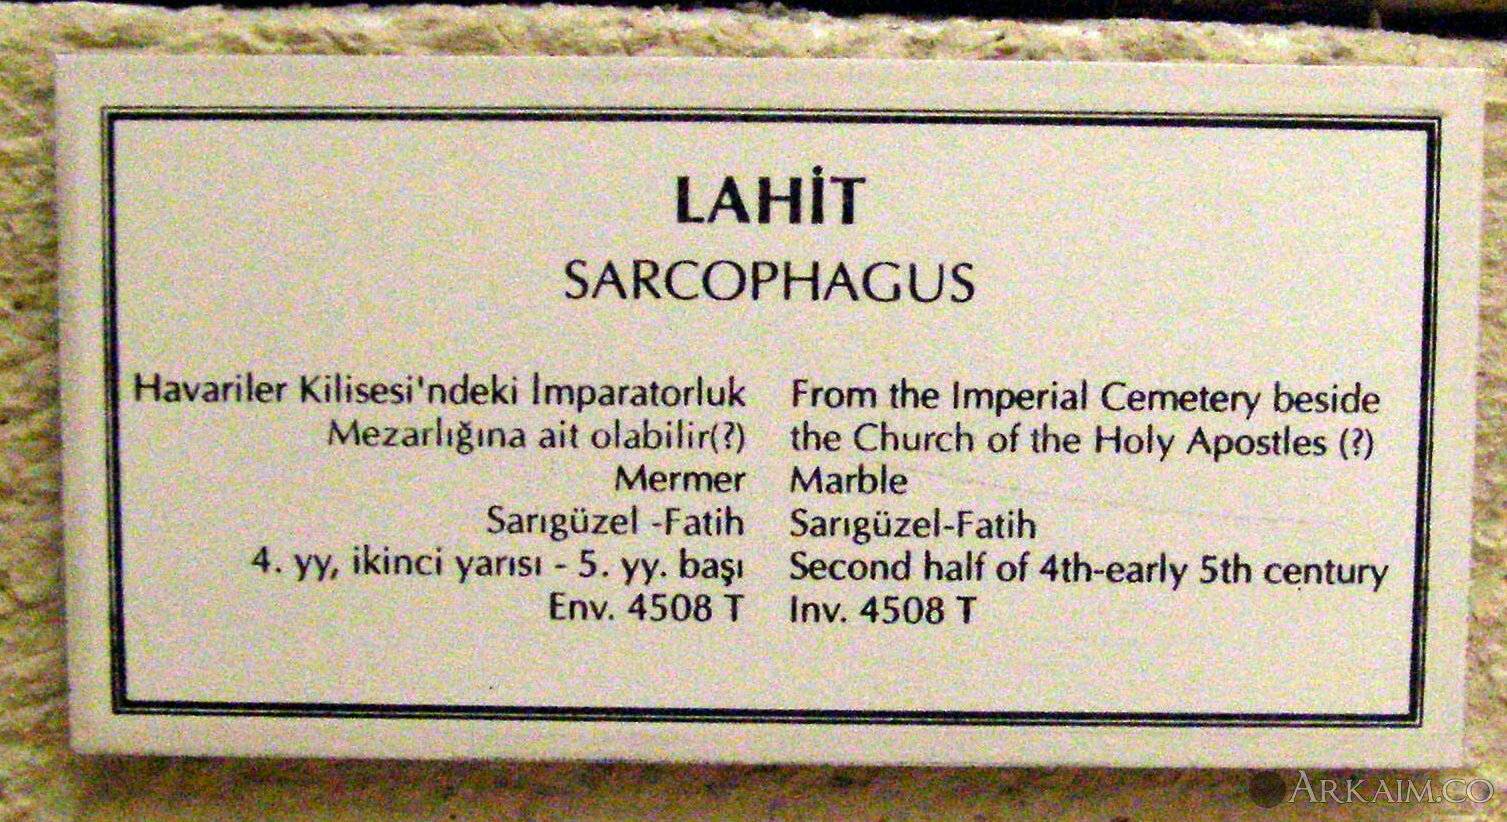 LAHİT
SARCOPHAGUS
Havariler Kilisesi'ndeki İmparatorluk
Mezarlığına ait olabilir(?)
Mermer
Sarıgüzel -Fatih
4. yy, ikinci yarısı - 5. yy. başı
Env. 4508 T
From the Imperial Cemetery beside
the Church of the Holy Apostles (?)
Marble
Sarıgüzel-Fatih
Second half of 4th-early 5th century
Inv. 4508 T
ARKAIM.CO